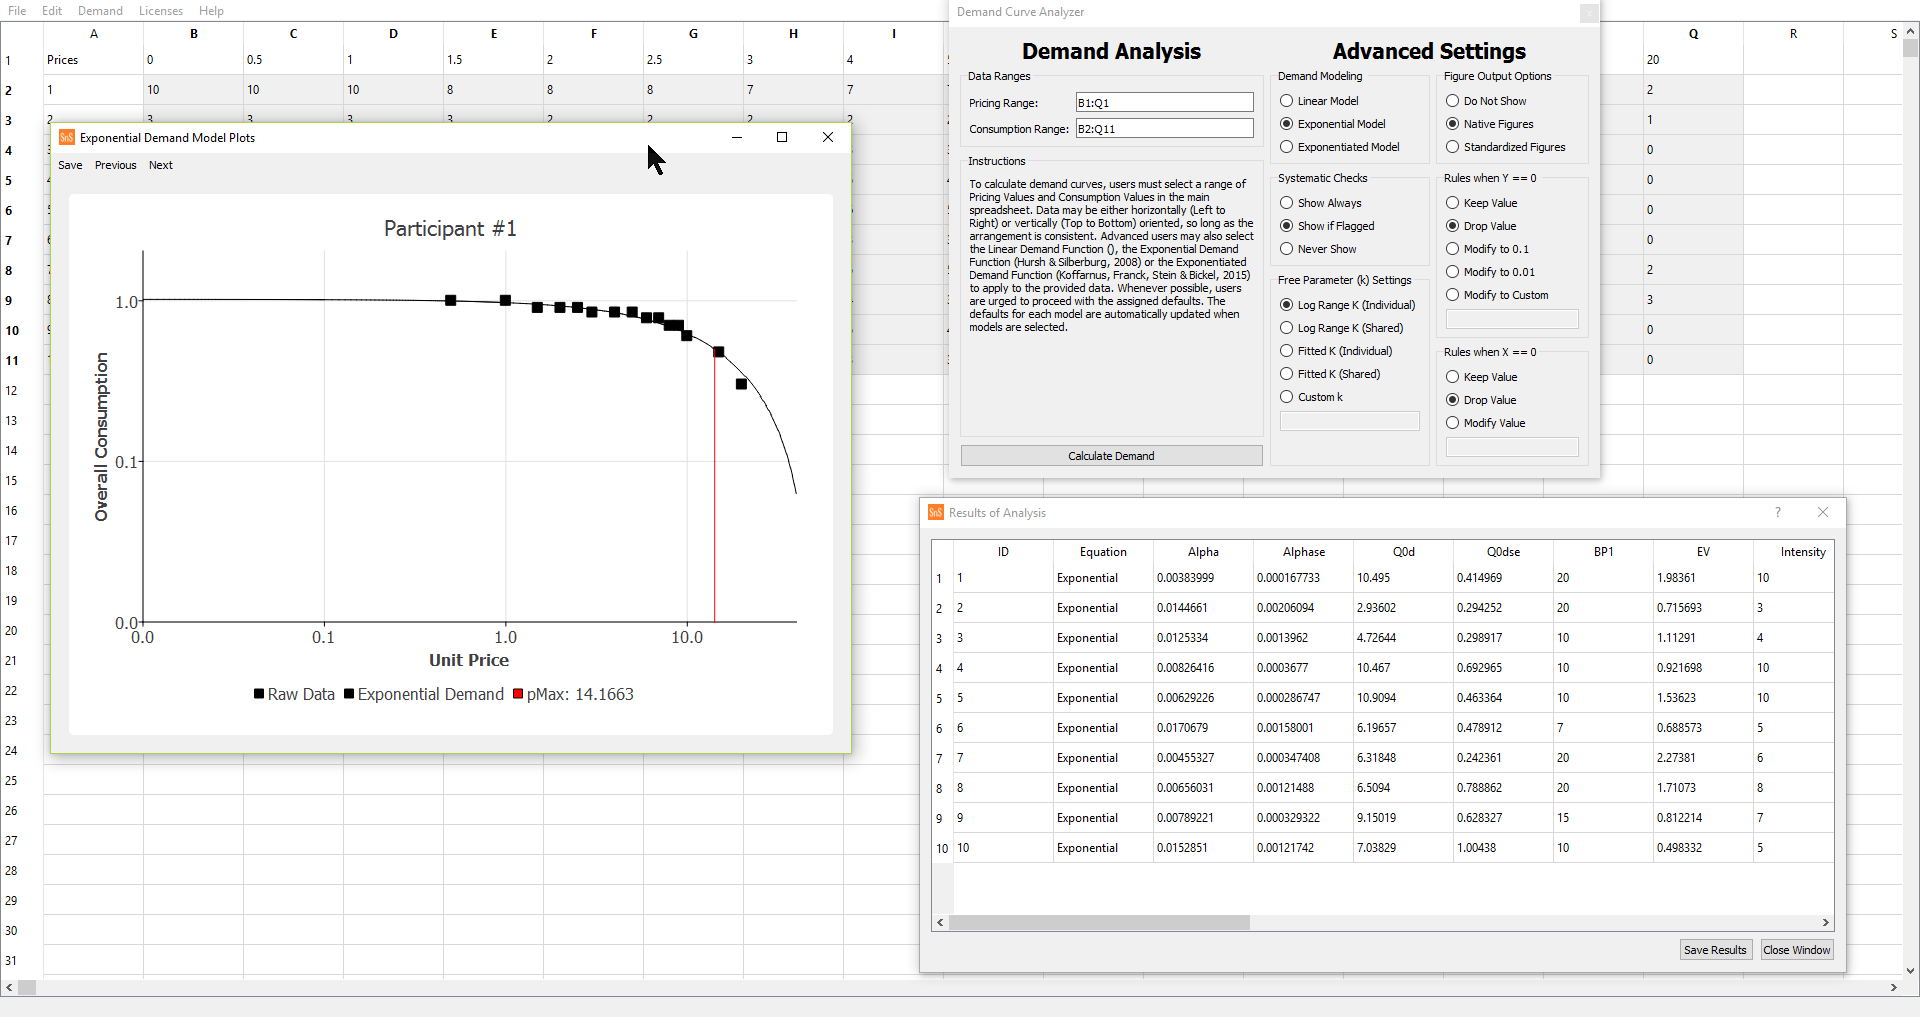 File Edit Demand Licenses Help
A B C D E F G H I Q R S
1 Prices 0 0.5 1 1.5 2 2.5 3 4 20
2 1 10 10 10 8 8 8 7 7 2
3 1
4 0
5 0
6 0
7 0
8 2
9 3
10 0
11 0
12
13
14
15
16
17
18
19
20
21
22
23
24
25
26
27
28
29
30
31
SnS Exponential Demand Model Plots
Save Previous Next
Participant #1
1.0
0.1
0.0
0.0 0.1 1.0 10.0
Overall Consumption
Unit Price
Raw Data Exponential Demand pMax: 14.1663
Demand Curve Analyzer
Demand Analysis
Data Ranges
Pricing Range: B1:Q1
Consumption Range: B2:Q11
Instructions
To calculate demand curves, users must select a range of
Pricing Values and Consumption Values in the main
spreadsheet. Data may be either horizontally (Left to
Right) or vertically (Top to Bottom) oriented, so long as the
arrangement is consistent. Advanced users may also select
the Linear Demand Function (), the Exponential Demand
Function (Hursh & Silberburg, 2008) or the Exponentiated
Demand Function (Koffarnus, Franck, Stein & Bickel, 2015)
to apply to the provided data. Whenever possible, users
are urged to proceed with the assigned defaults. The
defaults for each model are automatically updated when
models are selected.
Calculate Demand
Advanced Settings
Demand Modeling
Linear Model
Exponential Model
Exponentiated Model
Systematic Checks
Show Always
Show if Flagged
Never Show
Free Parameter (k) Settings
Log Range K (Individual)
Log Range K (Shared)
Fitted K (Individual)
Fitted K (Shared)
Custom k
Figure Output Options
Do Not Show
Native Figures
Standardized Figures
Rules when Y == 0
Keep Value
Drop Value
Modify to 0.1
Modify to 0.01
Modify to Custom
Rules when X == 0
Keep Value
Drop Value
Modify Value
SnS Results of Analysis ?
ID Equation Alpha Alphase Q0d Q0dse BP1 EV Intensity
1 1 Exponential 0.00383999 0.000167733 10.495 0.414969 20 1.98361 10
2 2 Exponential 0.0144661 0.00206094 2.93602 0.294252 20 0.715693 3
3 3 Exponential 0.0125334 0.0013962 4.72644 0.298917 10 1.11291 4
4 4 Exponential 0.00826416 0.0003677 10.467 0.692965 10 0.921698 10
5 5 Exponential 0.00629226 0.000286747 10.9094 0.463364 10 1.53623 10
6 6 Exponential 0.0170679 0.00158001 6.19657 0.478912 7 0.688573 5
7 7 Exponential 0.00455327 0.000347408 6.31848 0.242361 20 2.27381 6
8 8 Exponential 0.00656031 0.00121488 6.5094 0.788862 20 1.71073 8
9 9 Exponential 0.00789221 0.000329322 9.15019 0.628327 15 0.812214 7
10 10 Exponential 0.0152851 0.00121742 7.03829 1.00438 10 0.498332 5
Save Results Close Window